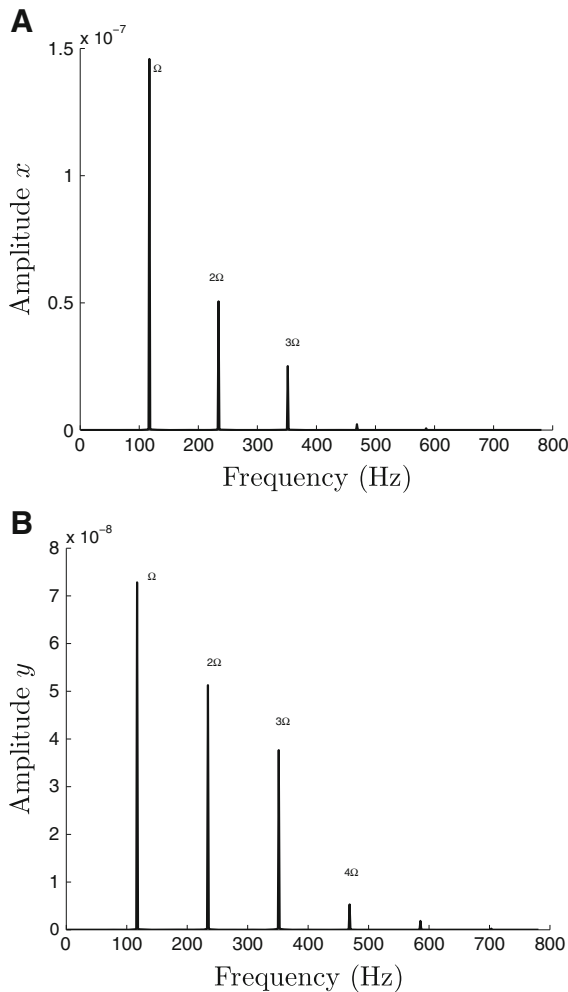 A
x 10⁻⁷
1.5
1
0.5
0
Amplitude x
Ω
2Ω
3Ω
0 100 200 300 400 500 600 700 800
Frequency (Hz)
B
x 10⁻⁸
8
7
6
5
4
3
2
1
0
Amplitude y
Ω
2Ω
3Ω
4Ω
0 100 200 300 400 500 600 700 800
Frequency (Hz)